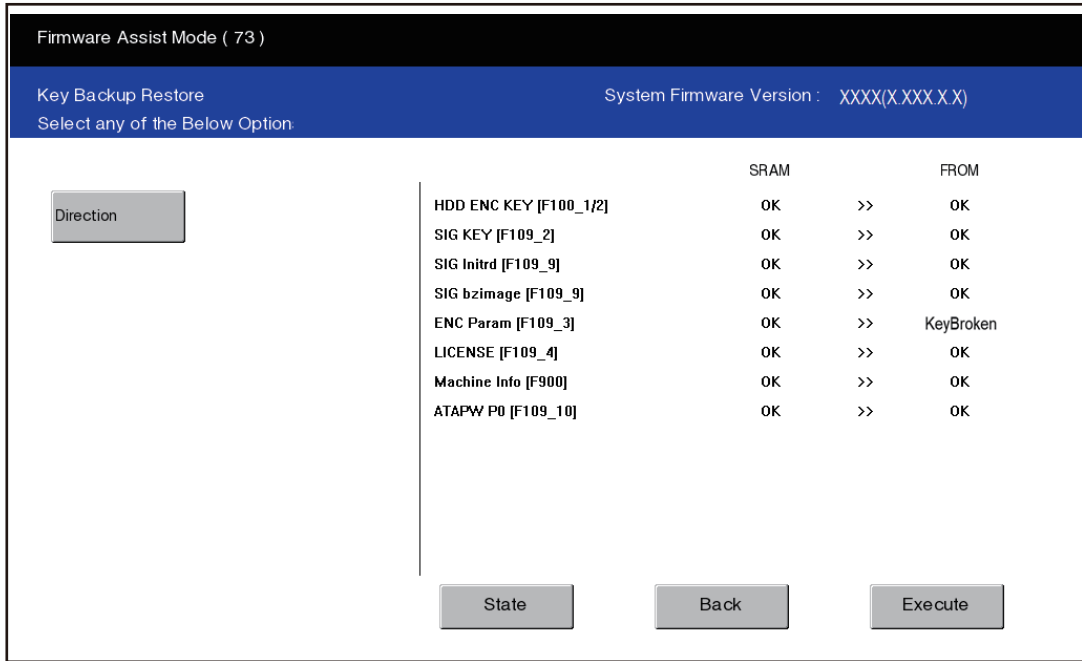 Firmware Assist Mode ( 73 )
Key Backup Restore System Firmware Version : XXXX(X.XXX.X.X)
Select any of the Below Option:
SRAM FROM
Direction
HDD ENC KEY [F100_1/2] OK >> OK
SIG KEY [F109_2] OK >> OK
SIG Initrd [F109_9] OK >> OK
SIG bzimage [F109_9] OK >> OK
ENC Param [F109_3] OK >> KeyBroken
LICENSE [F109_4] OK >> OK
Machine Info [F900] OK >> OK
ATAPW P0 [F109_10] OK >> OK
State Back Execute